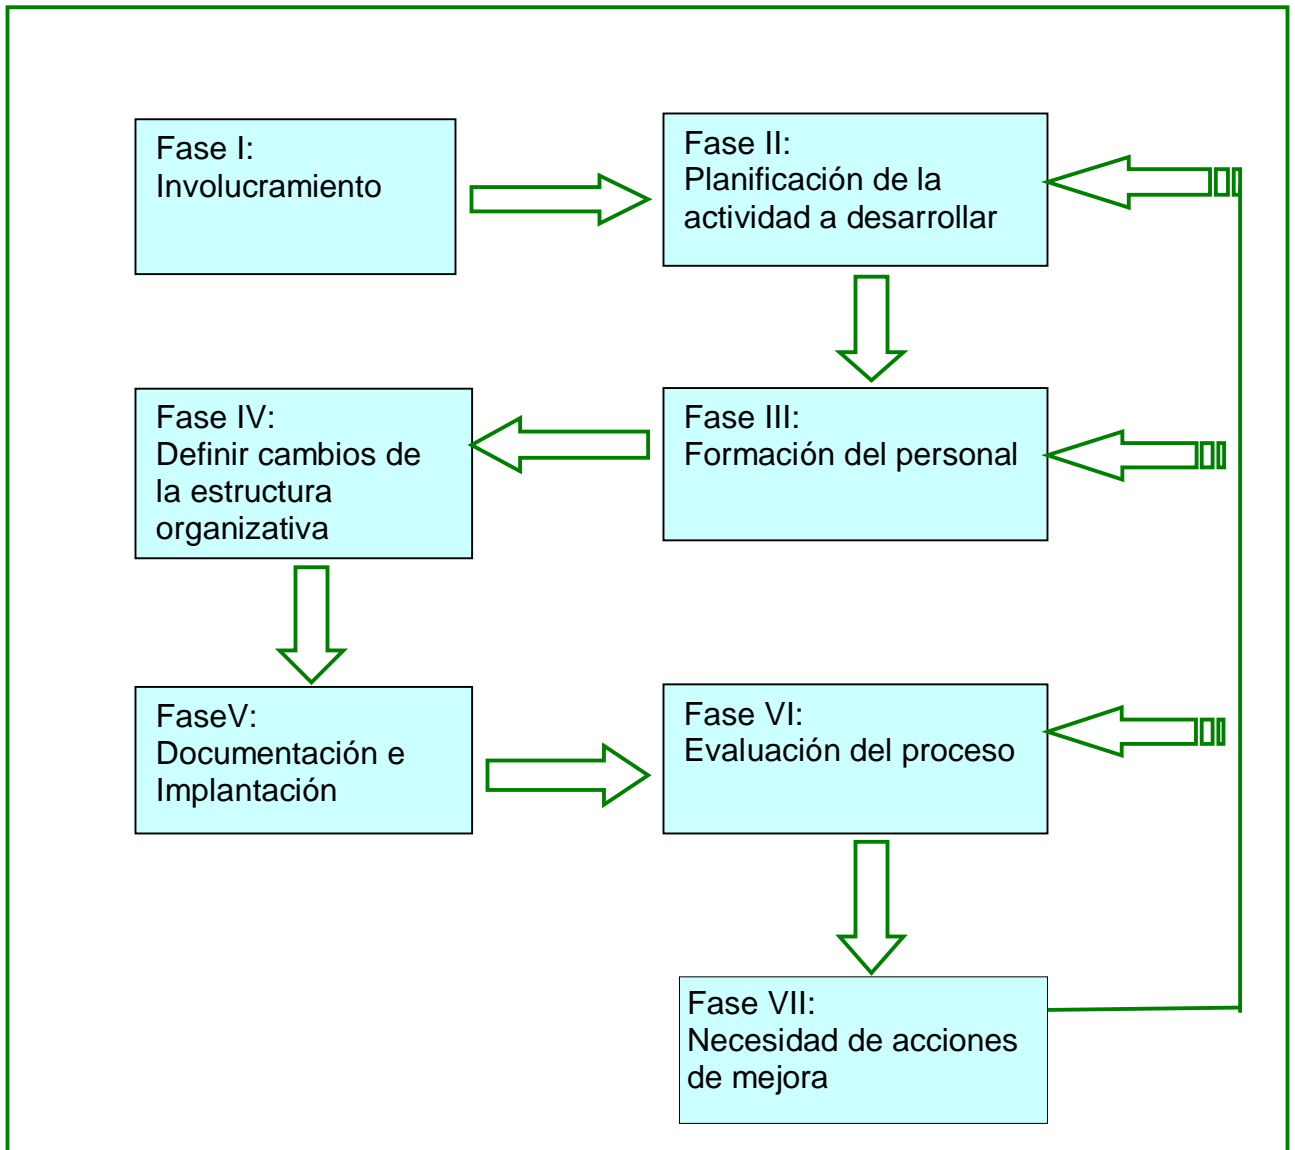 Fase I:
Involucramiento
Fase II:
Planificación de la
actividad a desarrollar
Fase III:
Formación del personal
Fase IV:
Definir cambios de
la estructura
organizativa
FaseV:
Documentación e
Implantación
Fase VI:
Evaluación del proceso
Fase VII:
Necesidad de acciones
de mejora